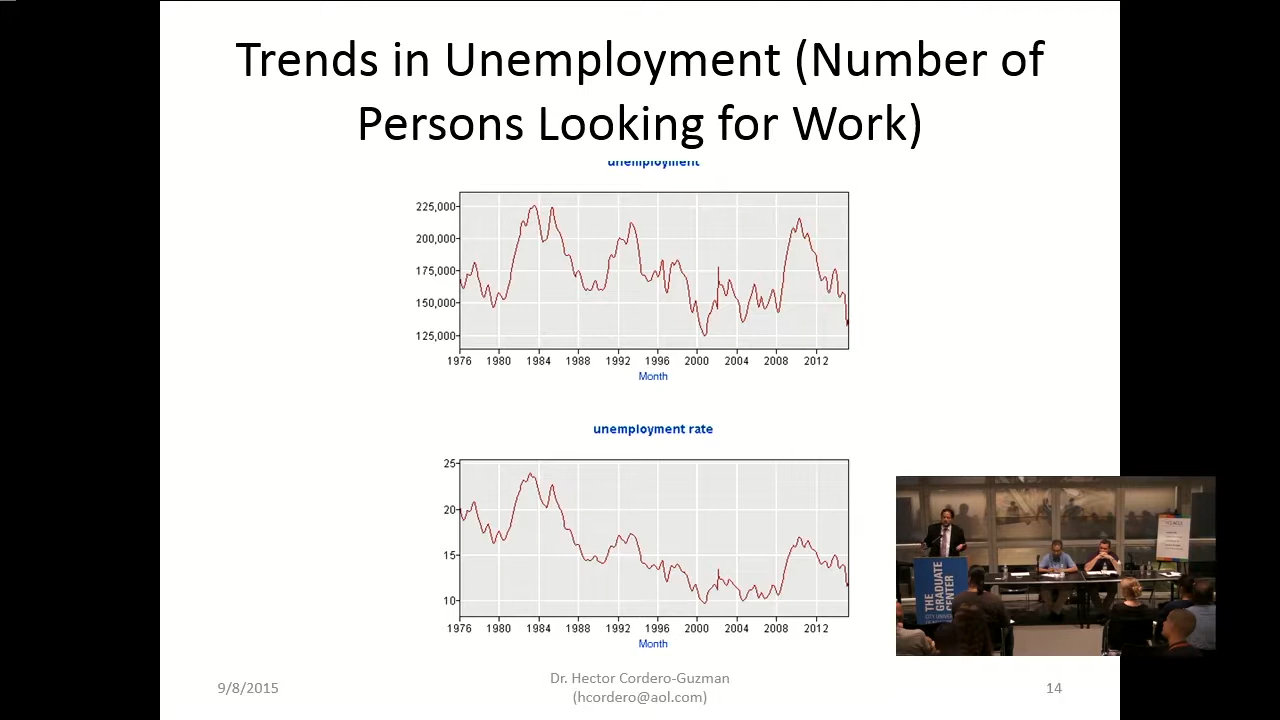 Trends in Unemployment (Number of
Persons Looking for Work)
unemployment
225,000
200,000
175,000
150,000
125,000
1976 1980 1984 1988 1992 1996 2000 2004 2008 2012
Month
unemployment rate
25
20
15
10
1976 1980 1984 1988 1992 1996 2000 2004 2008 2012
Month
THE
GRADUATE
CENTER
9/8/2015
Dr. Hector Cordero-Guzman
(hcordero@aol.com)
14